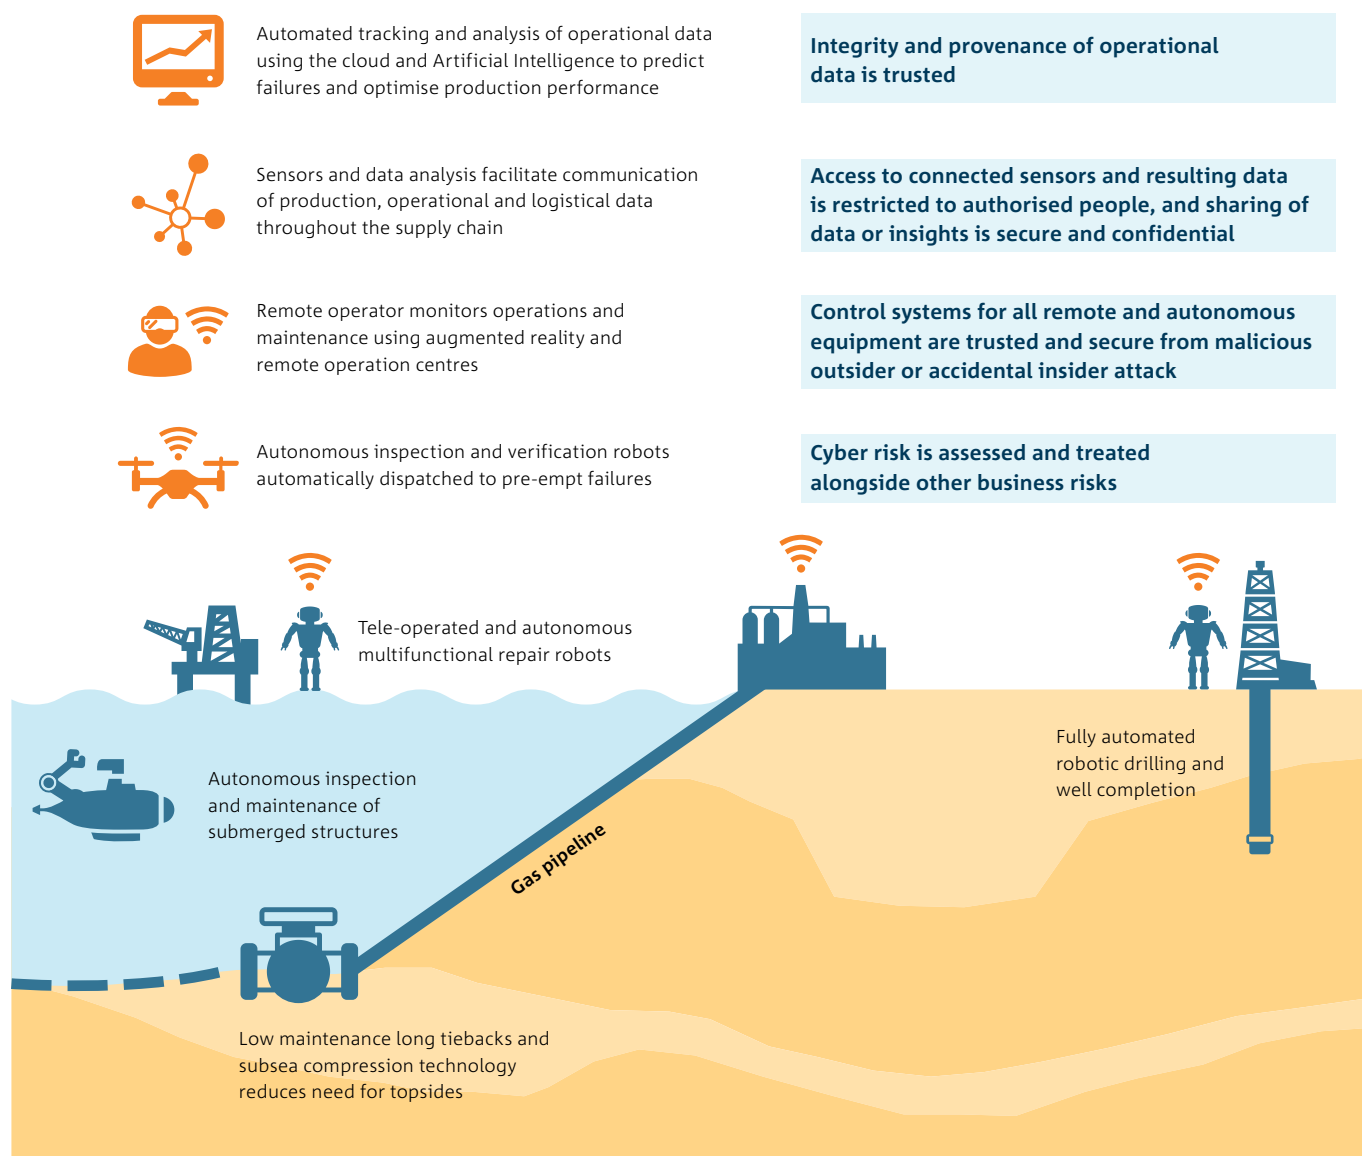 Automated tracking and analysis of operational data
using the cloud and Artificial Intelligence to predict
failures and optimise production performance
Integrity and provenance of operational
data is trusted
Sensors and data analysis facilitate communication
of production, operational and logistical data
throughout the supply chain
Access to connected sensors and resulting data
is restricted to authorised people, and sharing of
data or insights is secure and confidential
Remote operator monitors operations and
maintenance using augmented reality and
remote operation centres
Control systems for all remote and autonomous
equipment are trusted and secure from malicious
outsider or accidental insider attack
Autonomous inspection and verification robots
automatically dispatched to pre-empt failures
Cyber risk is assessed and treated
alongside other business risks
Tele-operated and autonomous
multifunctional repair robots
Fully automated
robotic drilling and
well completion
Autonomous inspection
and maintenance of
submerged structures
Gas pipeline
Low maintenance long tiebacks and
subsea compression technology
reduces need for topsides